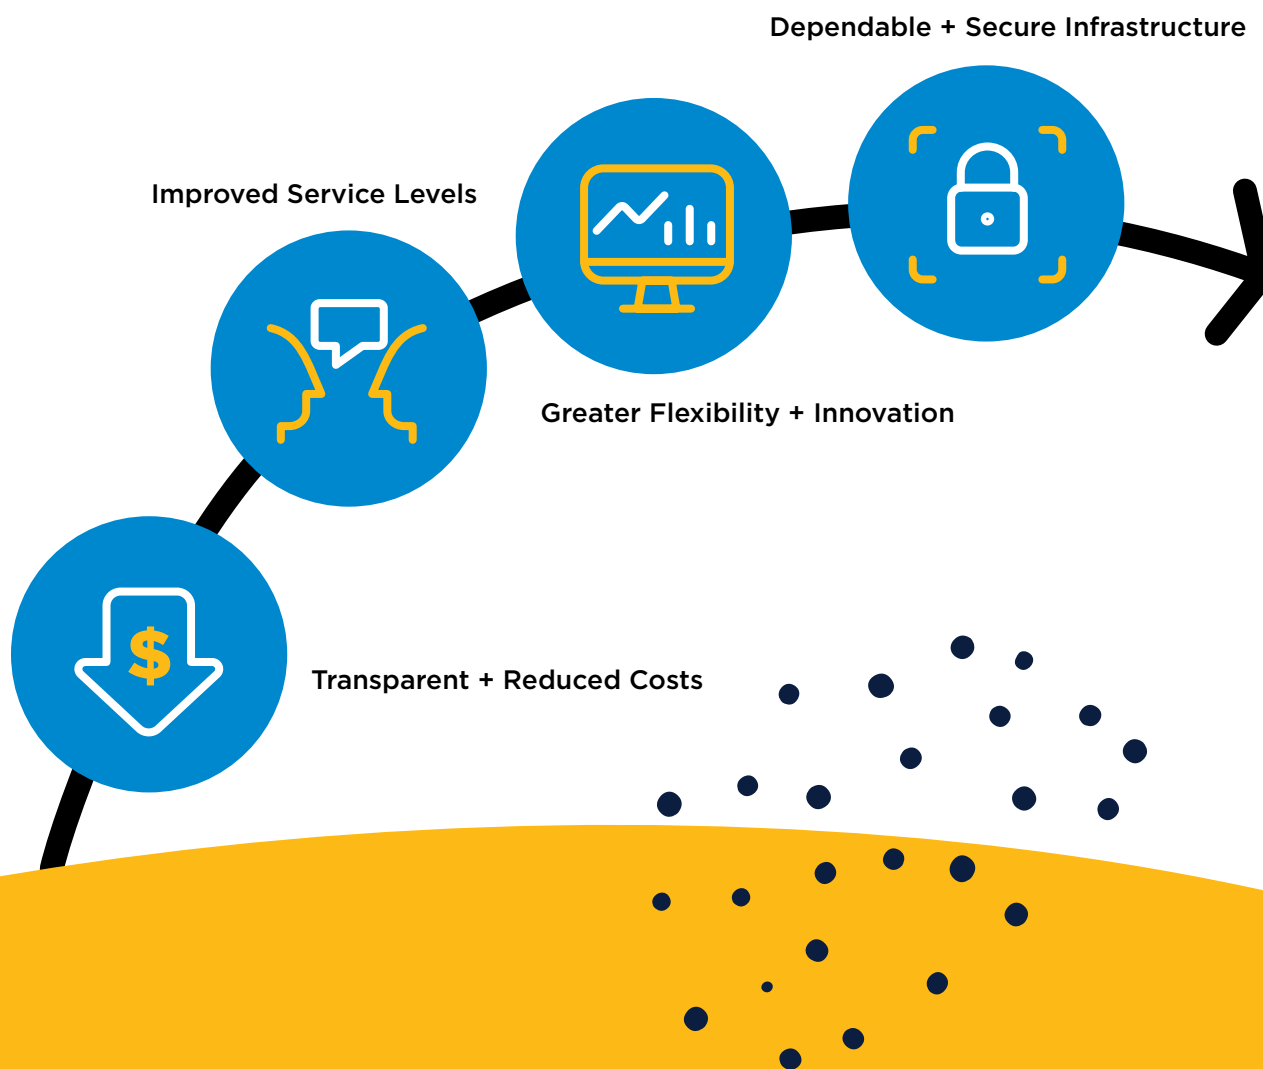 Dependable + Secure Infrastructure
Improved Service Levels
Greater Flexibility + Innovation
$
Transparent + Reduced Costs